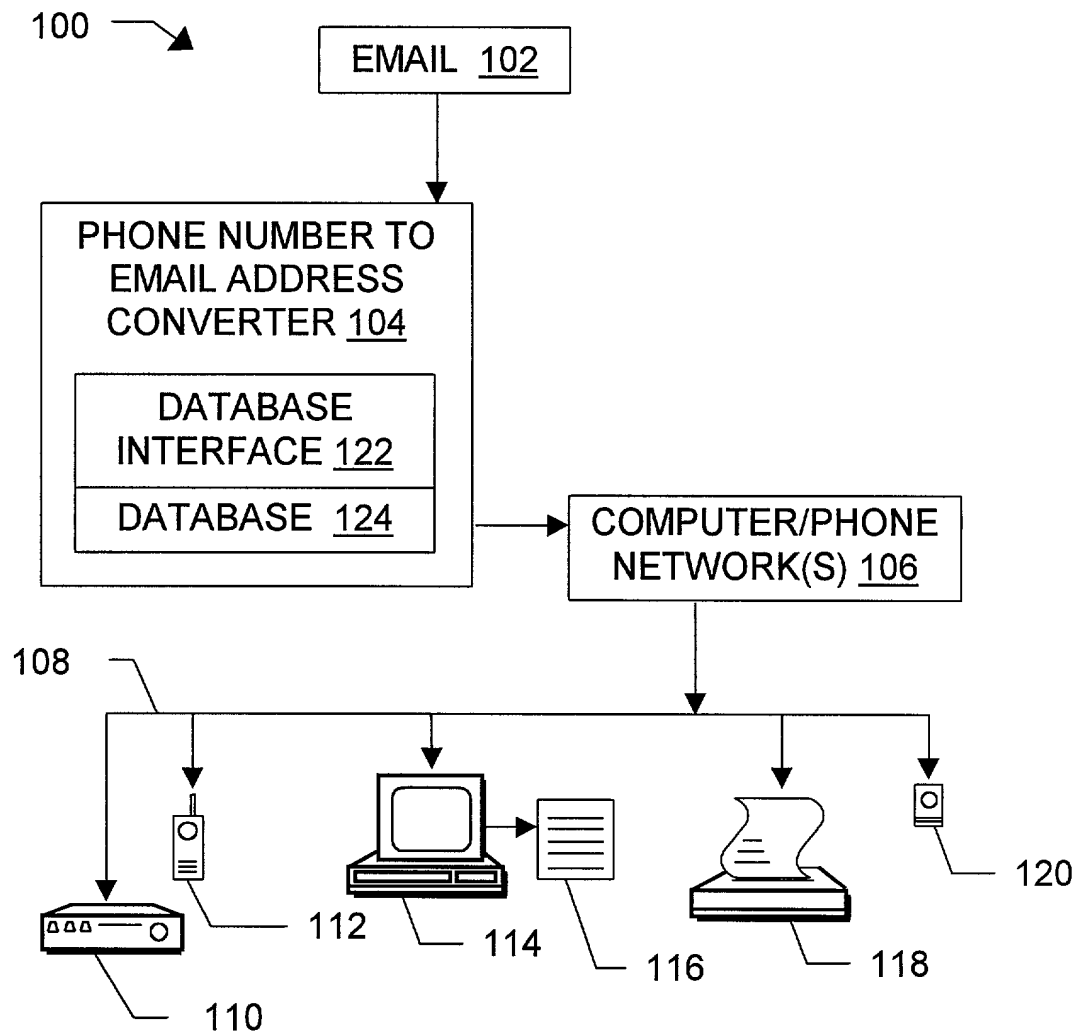 100
EMAIL 102
PHONE NUMBER TO
EMAIL ADDRESS
CONVERTER 104
DATABASE
INTERFACE 122
DATABASE 124
COMPUTER/PHONE
NETWORK(S) 106
108
110
112
114
116
118
120